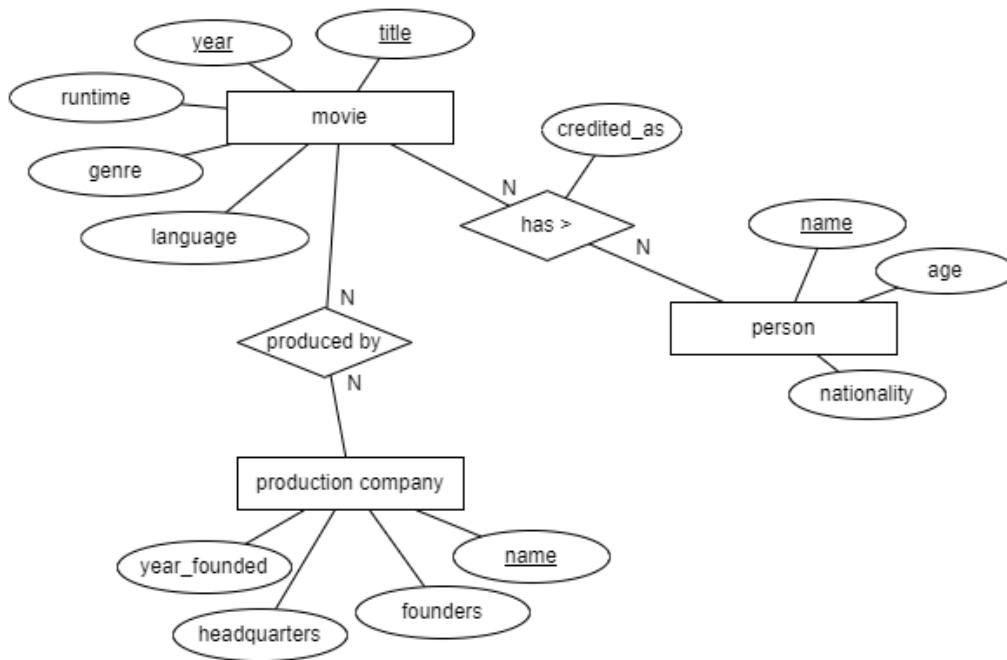 title
year
runtime
movie
credited_as
genre
N
has >
name
language
N
age
N
person
produced by
N
nationality
production company
name
year_founded
founders
headquarters